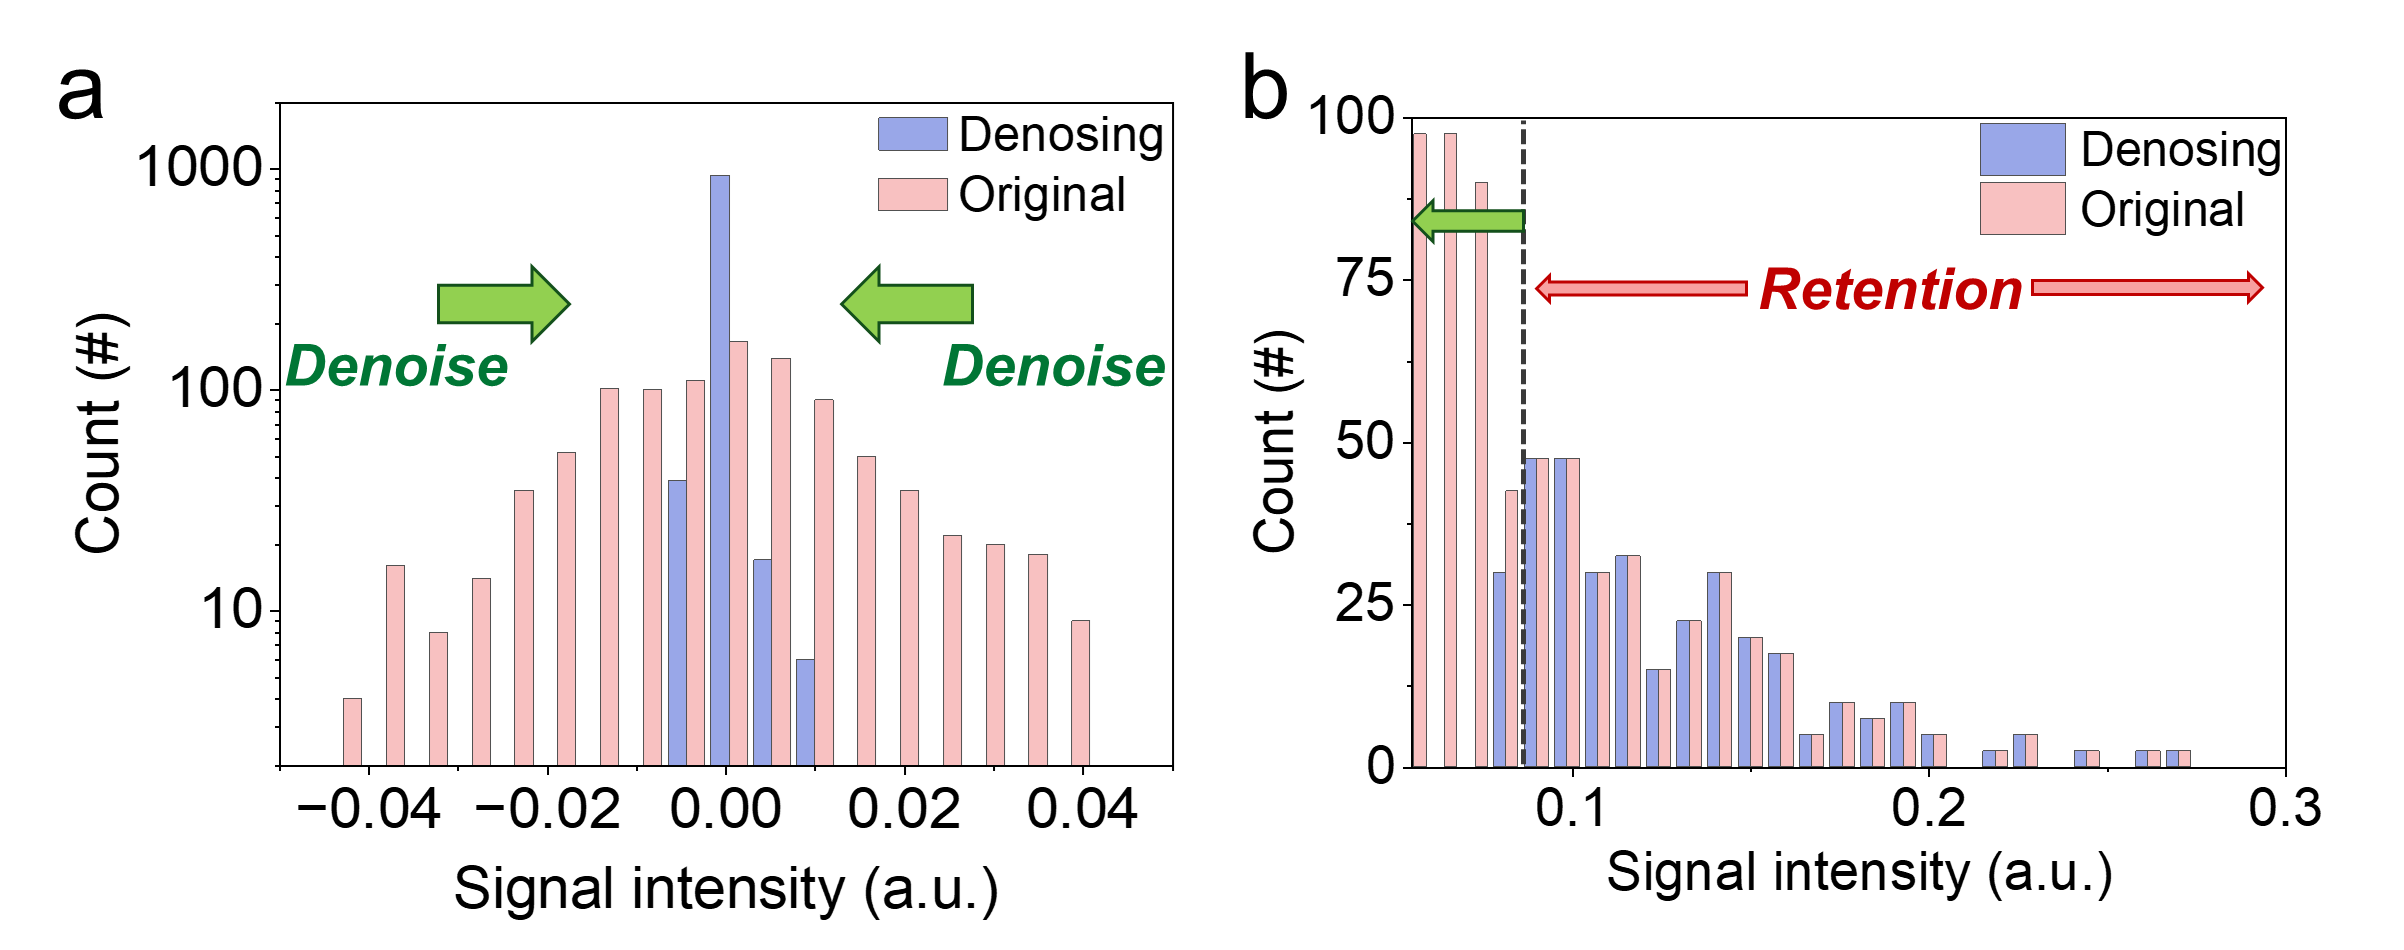 a
Denosing
Original
Denoise
Denoise
1000
100
10
Count (#)
−0.04
−0.02
0.00
0.02
0.04
Signal intensity (a.u.)
b
Denosing
Original
Retention
100
75
50
25
0
Count (#)
0.1
0.2
0.3
Signal intensity (a.u.)